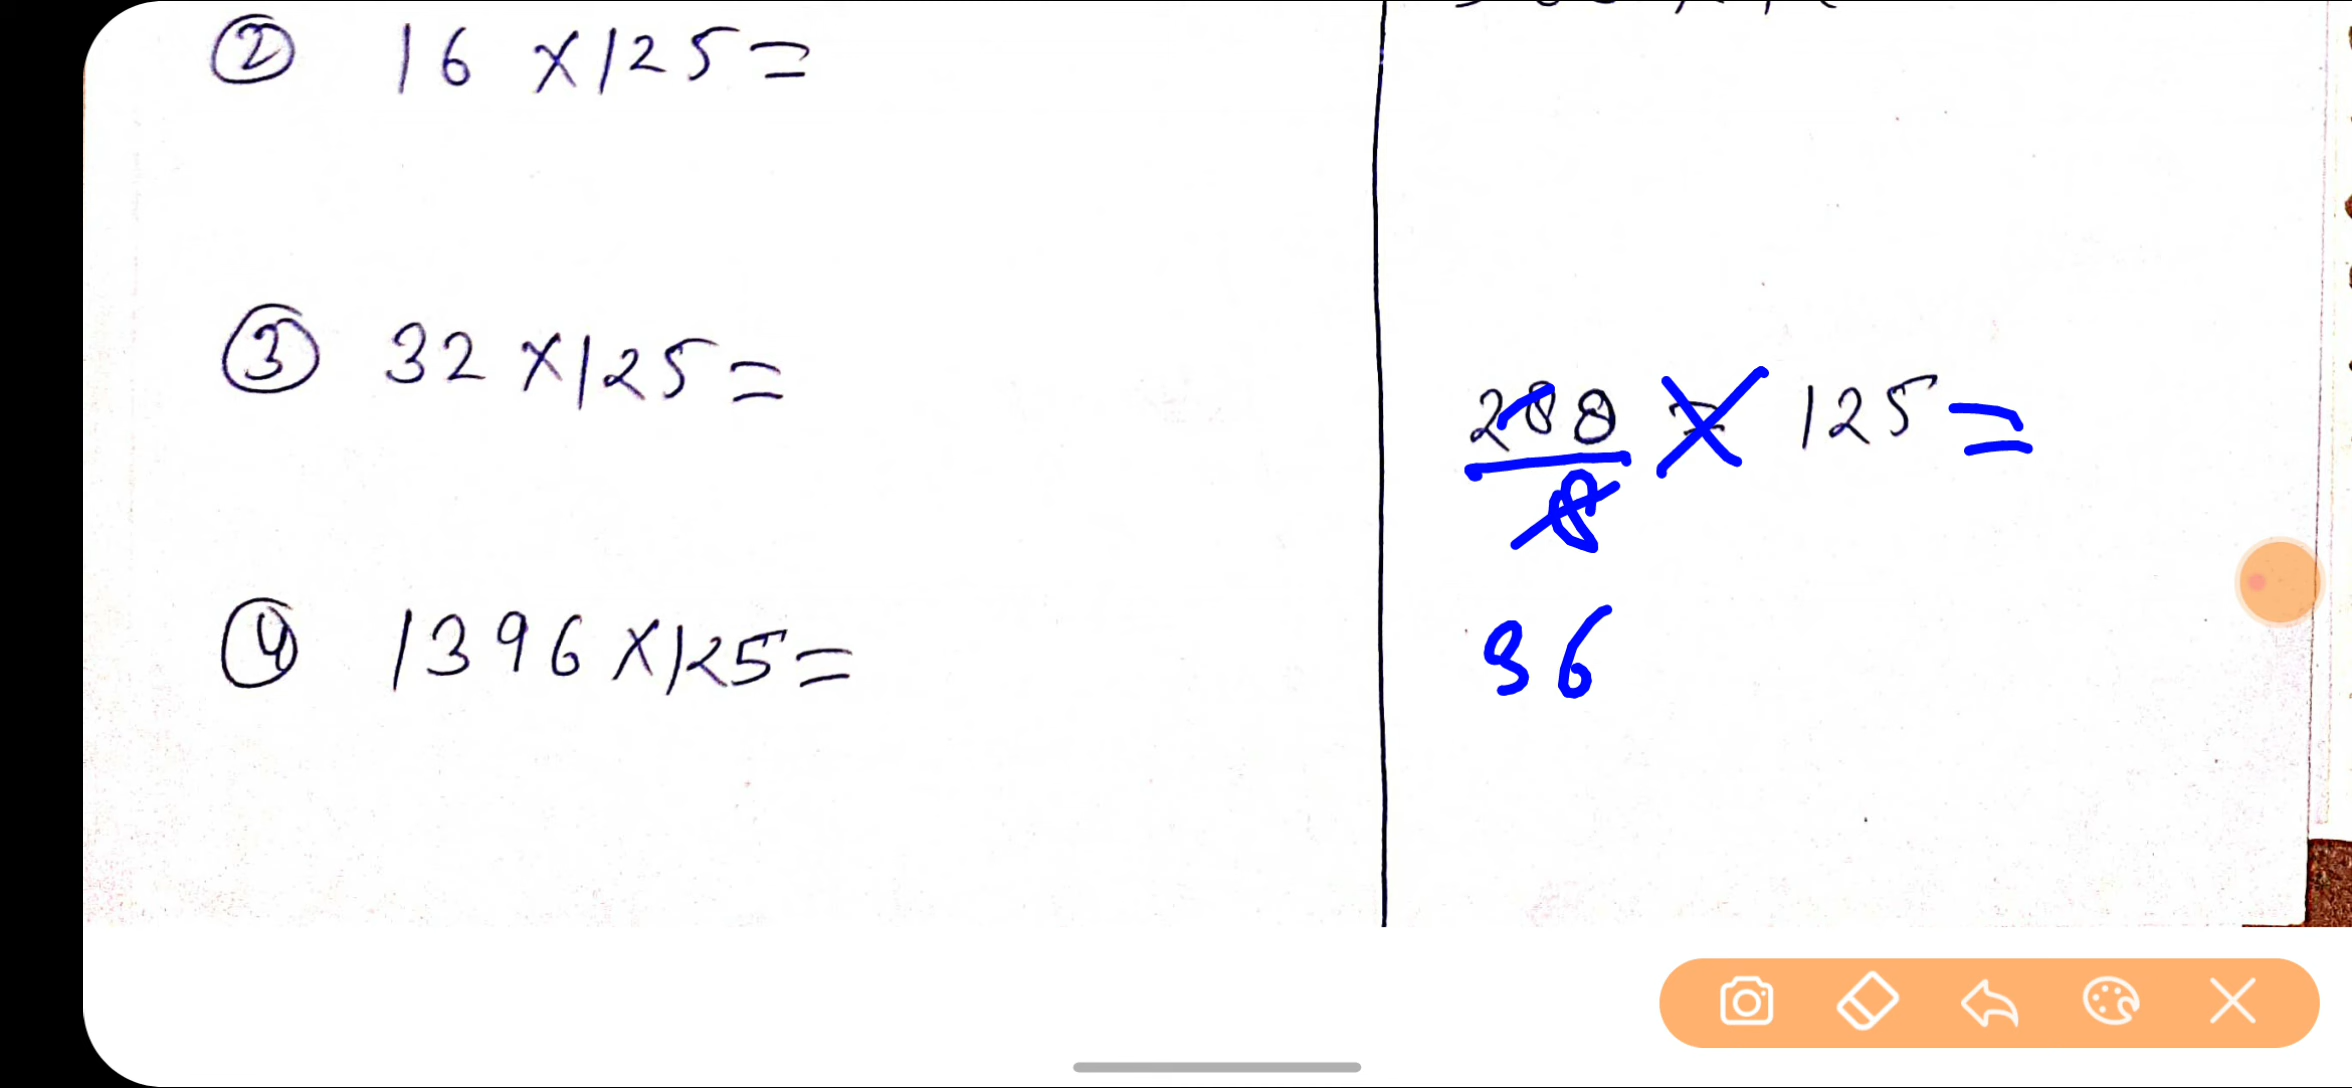 ② 16 × 125 =
③ 32 × 125 =
④ 1396 × 125 =
288 × 125 =
8
36